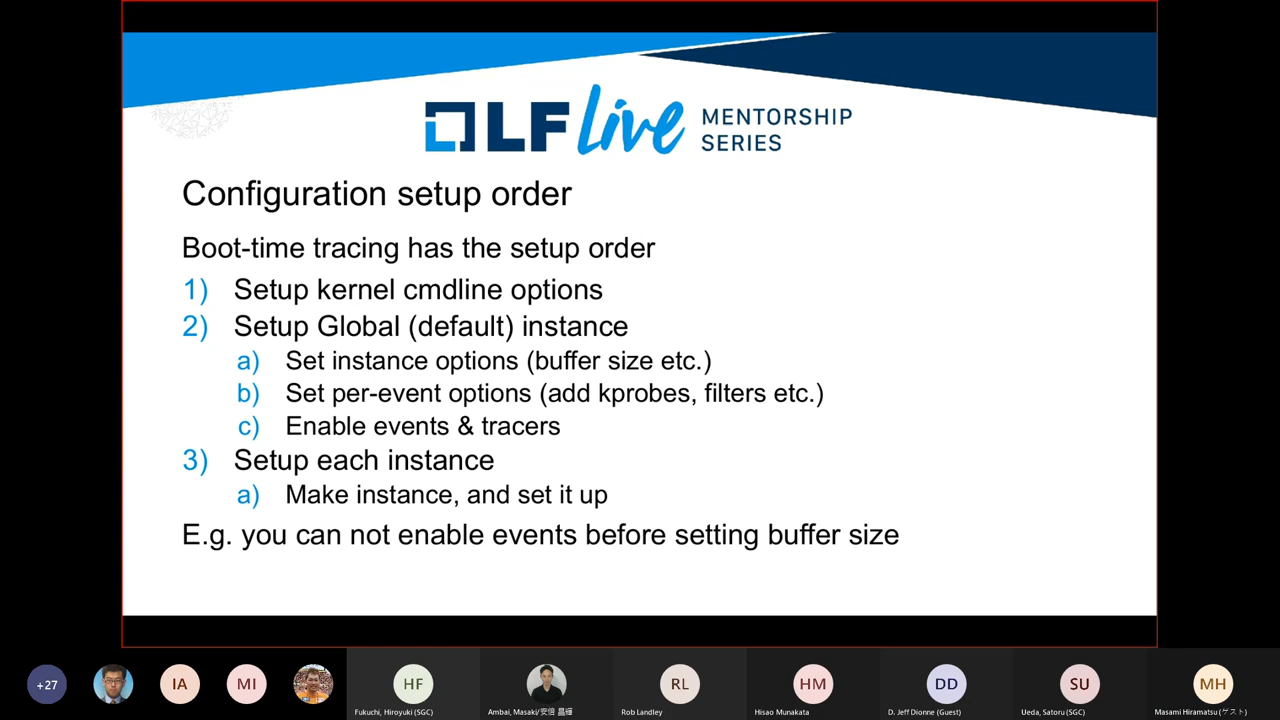 LF Live MENTORSHIP
SERIES
Configuration setup order
Boot-time tracing has the setup order
1) Setup kernel cmdline options
2) Setup Global (default) instance
a) Set instance options (buffer size etc.)
b) Set per-event options (add kprobes, filters etc.)
c) Enable events & tracers
3) Setup each instance
a) Make instance, and set it up
E.g. you can not enable events before setting buffer size
+27 IA MI HF RL HM DD SU MH
Fukuchi, Hiroyuki (SGC) Ambai, Masaki/安倍 昌輝 Rob Landley Hisao Munakata D. Jeff Dionne (Guest) Ueda, Satoru (SGC) Masami Hiramatsu (ゲスト)